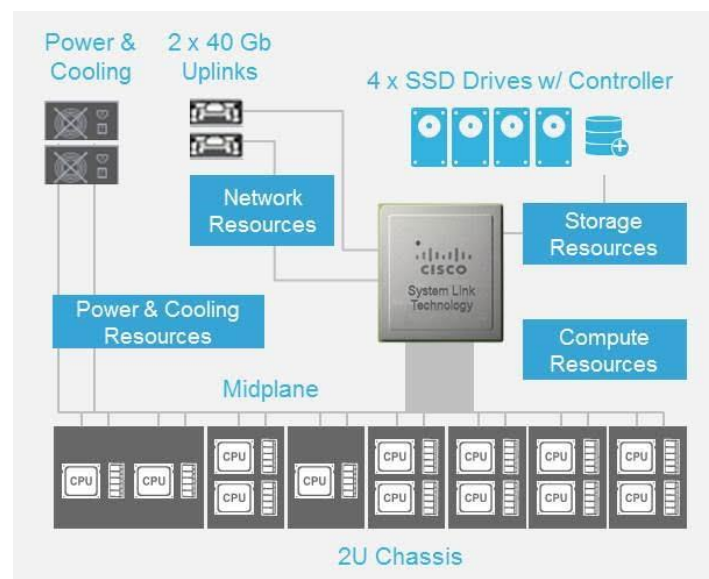 Power &
Cooling
2 x 40 Gb
Uplinks
4 x SSD Drives w/ Controller
Network
Resources
Storage
Resources
CISCO
System Link
Technology
Power & Cooling
Resources
Compute
Resources
Midplane
CPU
CPU
CPU
CPU
CPU
CPU
CPU
CPU
CPU
CPU
CPU
CPU
CPU
2U Chassis